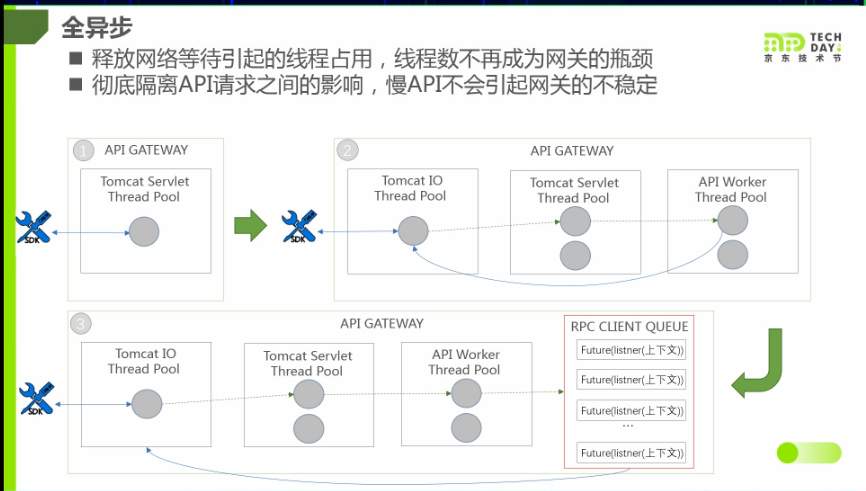 全异步
■ 释放网络等待引起的线程占用，线程数不再成为网关的瓶颈
■ 彻底隔离API请求之间的影响，慢API不会引起网关的不稳定
TECH
DAY
京东技术节
1 API GATEWAY
Tomcat Servlet
Thread Pool
SDK
2 API GATEWAY
Tomcat IO
Thread Pool
Tomcat Servlet
Thread Pool
API Worker
Thread Pool
SDK
3 API GATEWAY
Tomcat IO
Thread Pool
Tomcat Servlet
Thread Pool
API Worker
Thread Pool
SDK
RPC CLIENT QUEUE
Future(listner(上下文))
Future(listner(上下文))
Future(listner(上下文))
...
Future(listner(上下文))